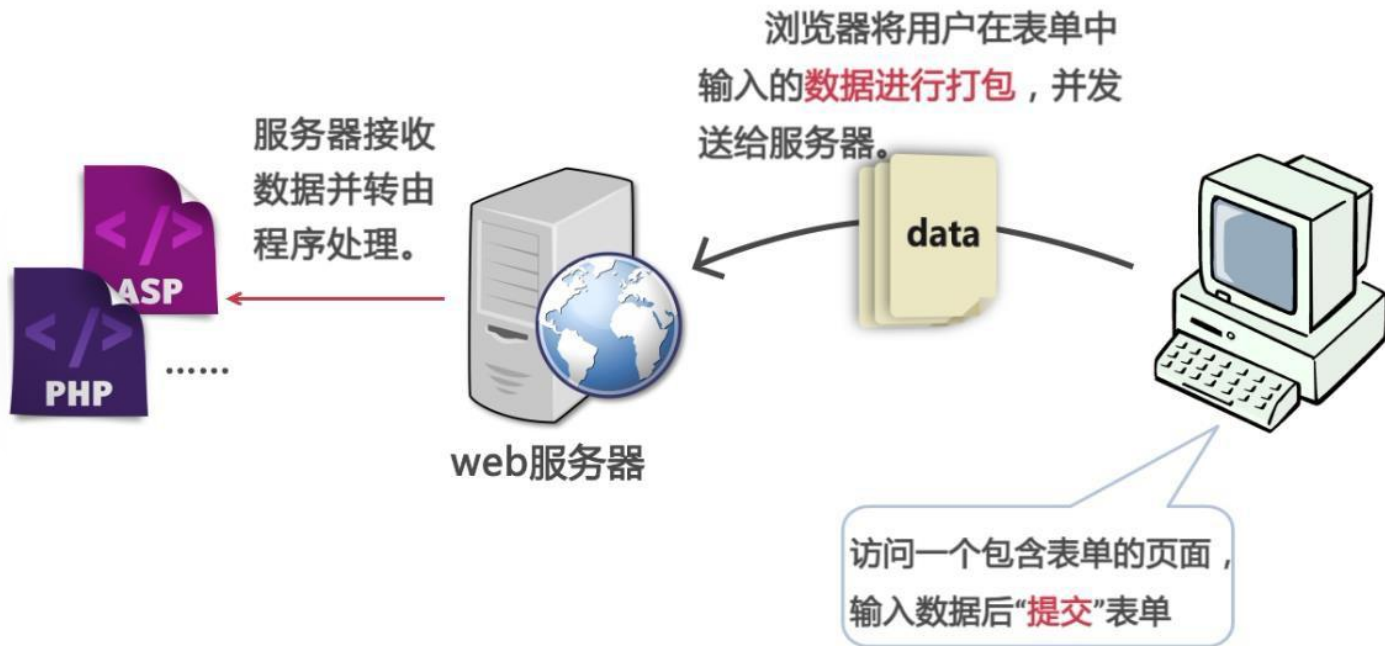 浏览器将用户在表单中
输入的数据进行打包，并发
送给服务器。
服务器接收
数据并转由
程序处理。
data
</>
ASP
</>
PHP
……
web服务器
访问一个包含表单的页面，
输入数据后“提交”表单